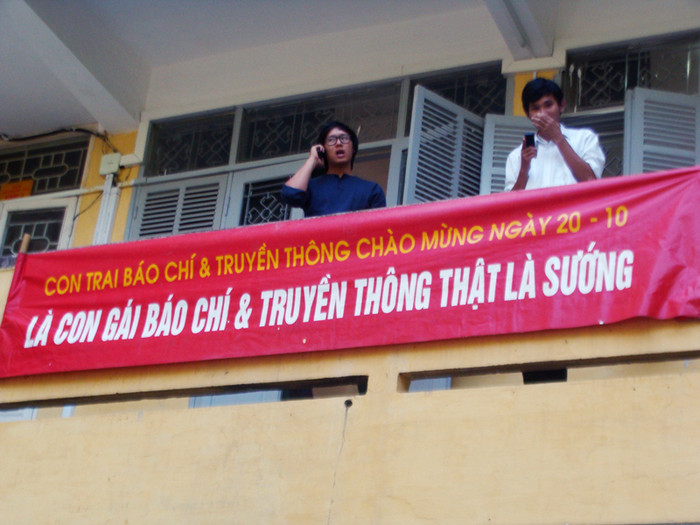 CON TRAI BÁO CHÍ & TRUYỀN THÔNG CHÀO MỪNG NGÀY 20 - 10
LÀ CON GÁI BÁO CHÍ & TRUYỀN THÔNG THẬT LÀ SƯỚNG